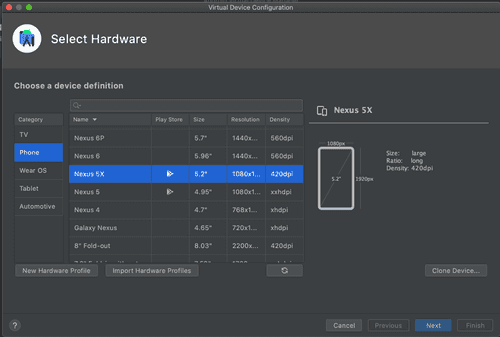 Virtual Device Configuration
Select Hardware
Choose a device definition
Category
TV
Phone
Wear OS
Tablet
Automotive
Name Play Store Size Resolution Density
Nexus 6P 5.7" 1440x... 560dpi
Nexus 6 5.96" 1440x... 560dpi
Nexus 5X 5.2" 1080x1... 420dpi
Nexus 5 4.95" 1080x1... xxhdpi
Nexus 4 4.7" 768x1... xhdpi
Galaxy Nexus 4.65" 720x1... xhdpi
8" Fold-out 8.03" 2200x... 420dpi
New Hardware Profile Import Hardware Profiles
Nexus 5X
1080px
5.2"
1920px
Size: large
Ratio: long
Density: 420dpi
Clone Device...
? Cancel Previous Next Finish